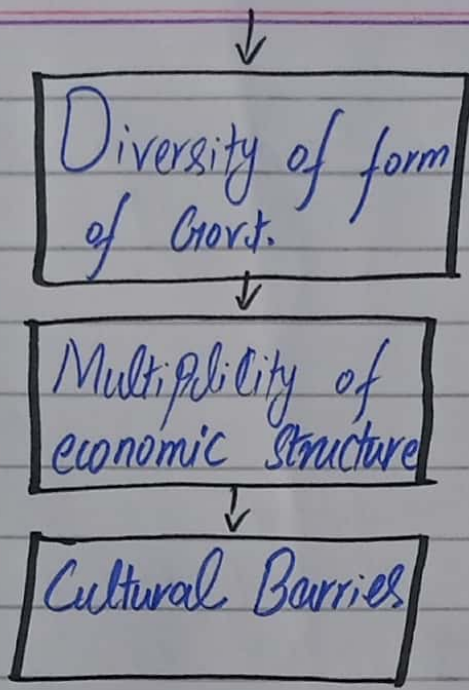 Diversity of form
of Govt.
Multiplicity of
economic structure
Cultural Barries